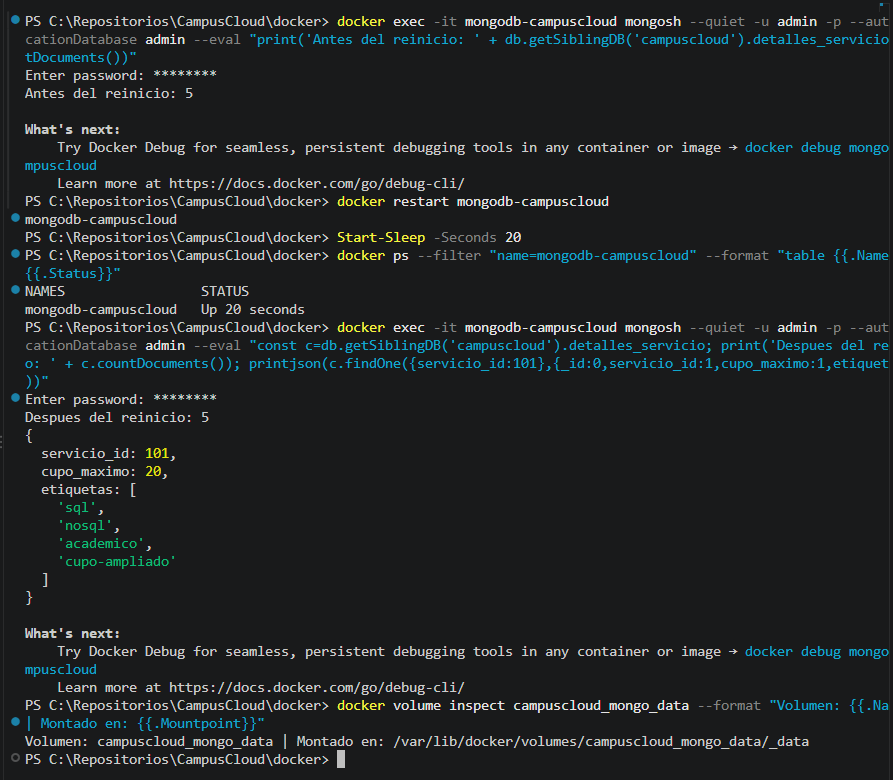 PS C:\Repositorios\CampusCloud\docker> docker exec -it mongodb-campuscloud mongosh --quiet -u admin -p --aut
cationDatabase admin --eval "print('Antes del reinicio: ' + db.getSiblingDB('campuscloud').detalles_servicio
tDocuments())"
Enter password: ********
Antes del reinicio: 5
What's next:
Try Docker Debug for seamless, persistent debugging tools in any container or image → docker debug mongo
mpuscloud
Learn more at https://docs.docker.com/go/debug-cli/
PS C:\Repositorios\CampusCloud\docker> docker restart mongodb-campuscloud
mongodb-campuscloud
PS C:\Repositorios\CampusCloud\docker> Start-Sleep -Seconds 20
PS C:\Repositorios\CampusCloud\docker> docker ps --filter "name=mongodb-campuscloud" --format "table {{.Name
{{.Status}}"
NAMES STATUS
mongodb-campuscloud Up 20 seconds
PS C:\Repositorios\CampusCloud\docker> docker exec -it mongodb-campuscloud mongosh --quiet -u admin -p --aut
cationDatabase admin --eval "const c=db.getSiblingDB('campuscloud').detalles_servicio; print('Despues del re
o: ' + c.countDocuments()); printjson(c.findOne({servicio_id:101},{_id:0,servicio_id:1,cupo_maximo:1,etiquet
))"
Enter password: ********
Despues del reinicio: 5
{
servicio_id: 101,
cupo_maximo: 20,
etiquetas: [
'sql',
'nosql',
'academico',
'cupo-ampliado'
]
}
What's next:
Try Docker Debug for seamless, persistent debugging tools in any container or image → docker debug mongo
mpuscloud
Learn more at https://docs.docker.com/go/debug-cli/
PS C:\Repositorios\CampusCloud\docker> docker volume inspect campuscloud_mongo_data --format "Volumen: {{.Na
| Montado en: {{.Mountpoint}}"
Volumen: campuscloud_mongo_data | Montado en: /var/lib/docker/volumes/campuscloud_mongo_data/_data
PS C:\Repositorios\CampusCloud\docker>